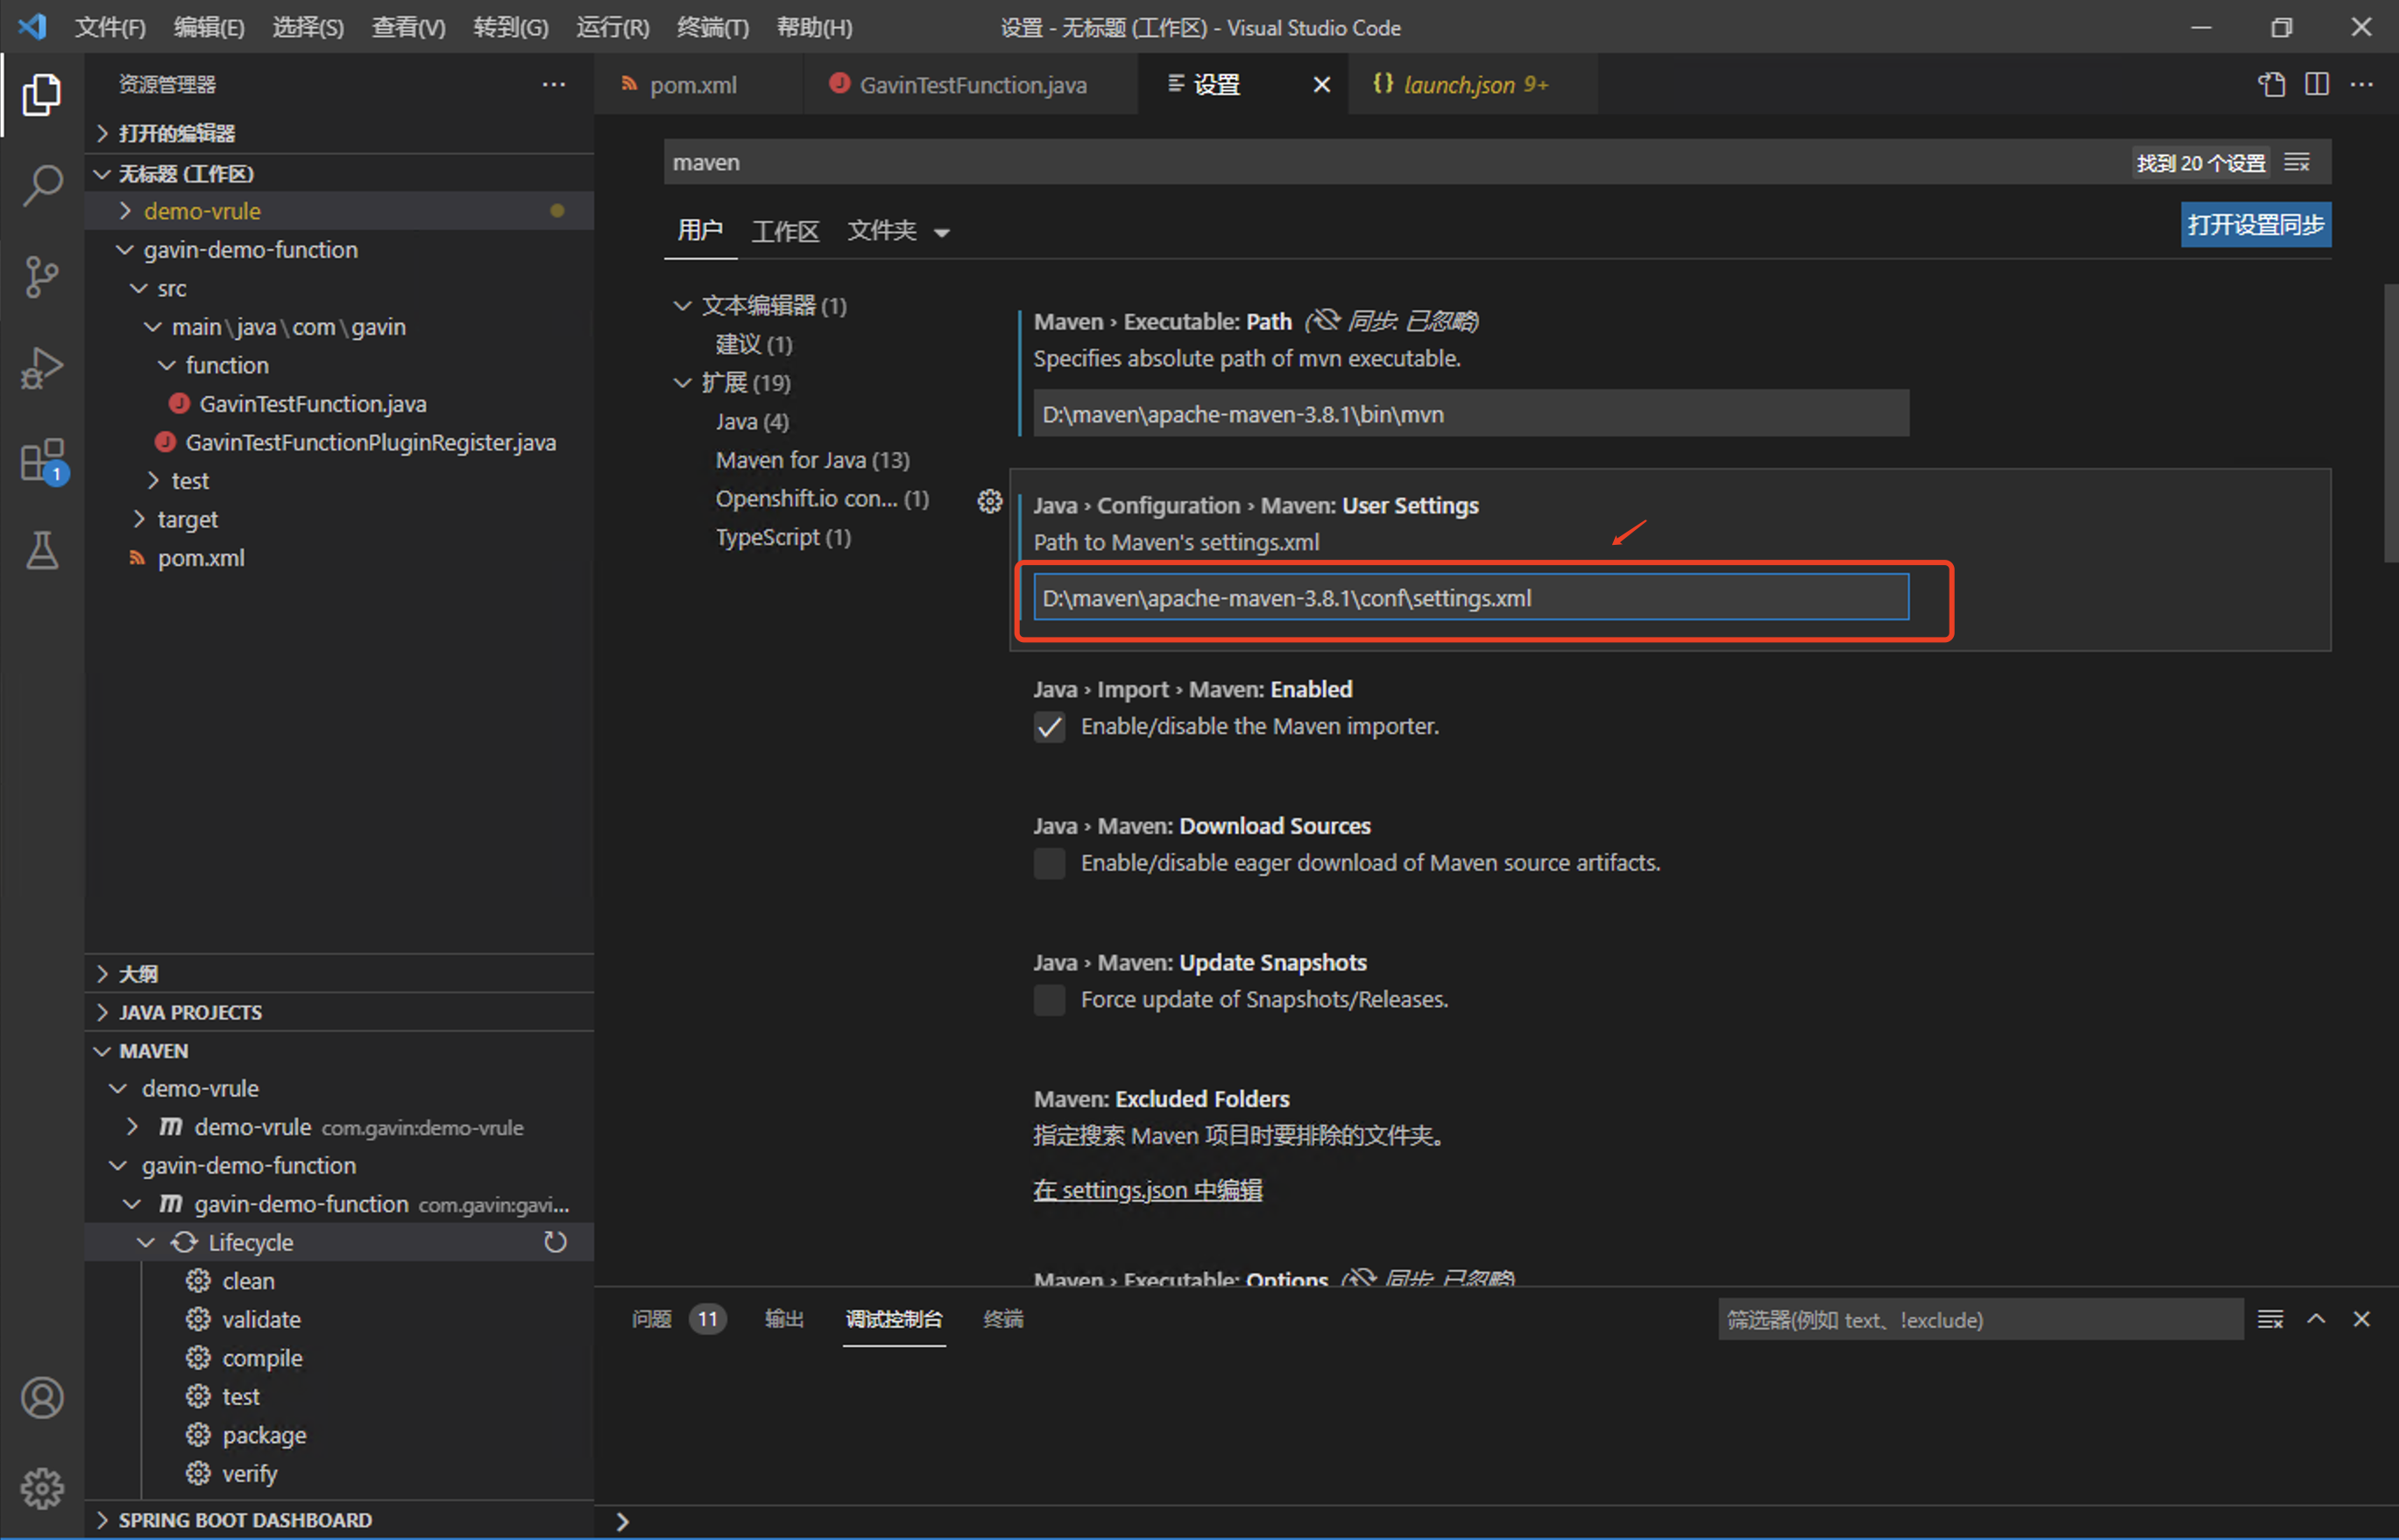 文件(F) 编辑(E) 选择(S) 查看(V) 转到(G) 运行(R) 终端(T) 帮助(H) 设置 - 无标题 (工作区) - Visual Studio Code
资源管理器
pom.xml
GavinTestFunction.java
设置
launch.json 9+
打开的编辑器
无标题 (工作区)
demo-vrule
gavin-demo-function
src
main\java\com\gavin
function
GavinTestFunction.java
GavinTestFunctionPluginRegister.java
test
target
pom.xml
1
大纲
JAVA PROJECTS
MAVEN
demo-vrule
demo-vrule com.gavin:demo-vrule
gavin-demo-function
gavin-demo-function com.gavin:gavi...
Lifecycle
clean
validate
compile
test
package
verify
SPRING BOOT DASHBOARD
maven
找到 20 个设置
用户 工作区 文件夹
打开设置同步
文本编辑器 (1)
建议 (1)
扩展 (19)
Java (4)
Maven for Java (13)
Openshift.io con... (1)
TypeScript (1)
Maven › Executable: Path (同步: 已忽略)
Specifies absolute path of mvn executable.
D:\maven\apache-maven-3.8.1\bin\mvn
Java › Configuration › Maven: User Settings
Path to Maven's settings.xml
D:\maven\apache-maven-3.8.1\conf\settings.xml
Java › Import › Maven: Enabled
Enable/disable the Maven importer.
Java › Maven: Download Sources
Enable/disable eager download of Maven source artifacts.
Java › Maven: Update Snapshots
Force update of Snapshots/Releases.
Maven: Excluded Folders
指定搜索 Maven 项目时要排除的文件夹。
在 settings.json 中编辑
Maven › Executable: Options (同步: 已忽略)
问题 11 输出 调试控制台 终端
筛选器(例如 text、!exclude)